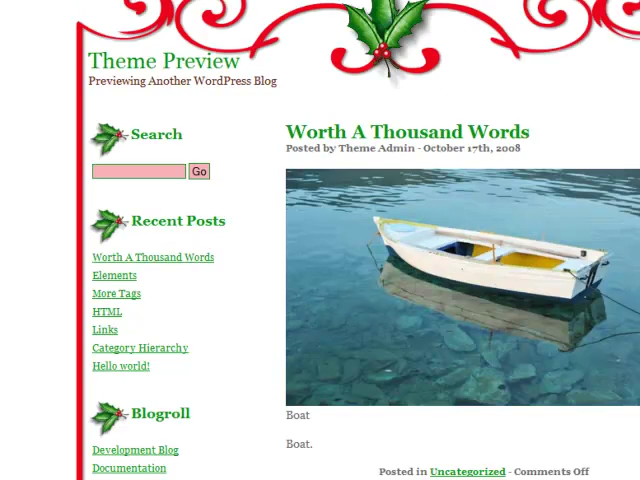 Theme Preview
Previewing Another WordPress Blog
Search
Go
Recent Posts
Worth A Thousand Words
Elements
More Tags
HTML
Links
Category Hierarchy
Hello world!
Blogroll
Development Blog
Documentation
Worth A Thousand Words
Posted by Theme Admin - October 17th, 2008
Boat
Boat.
Posted in Uncategorized - Comments Off